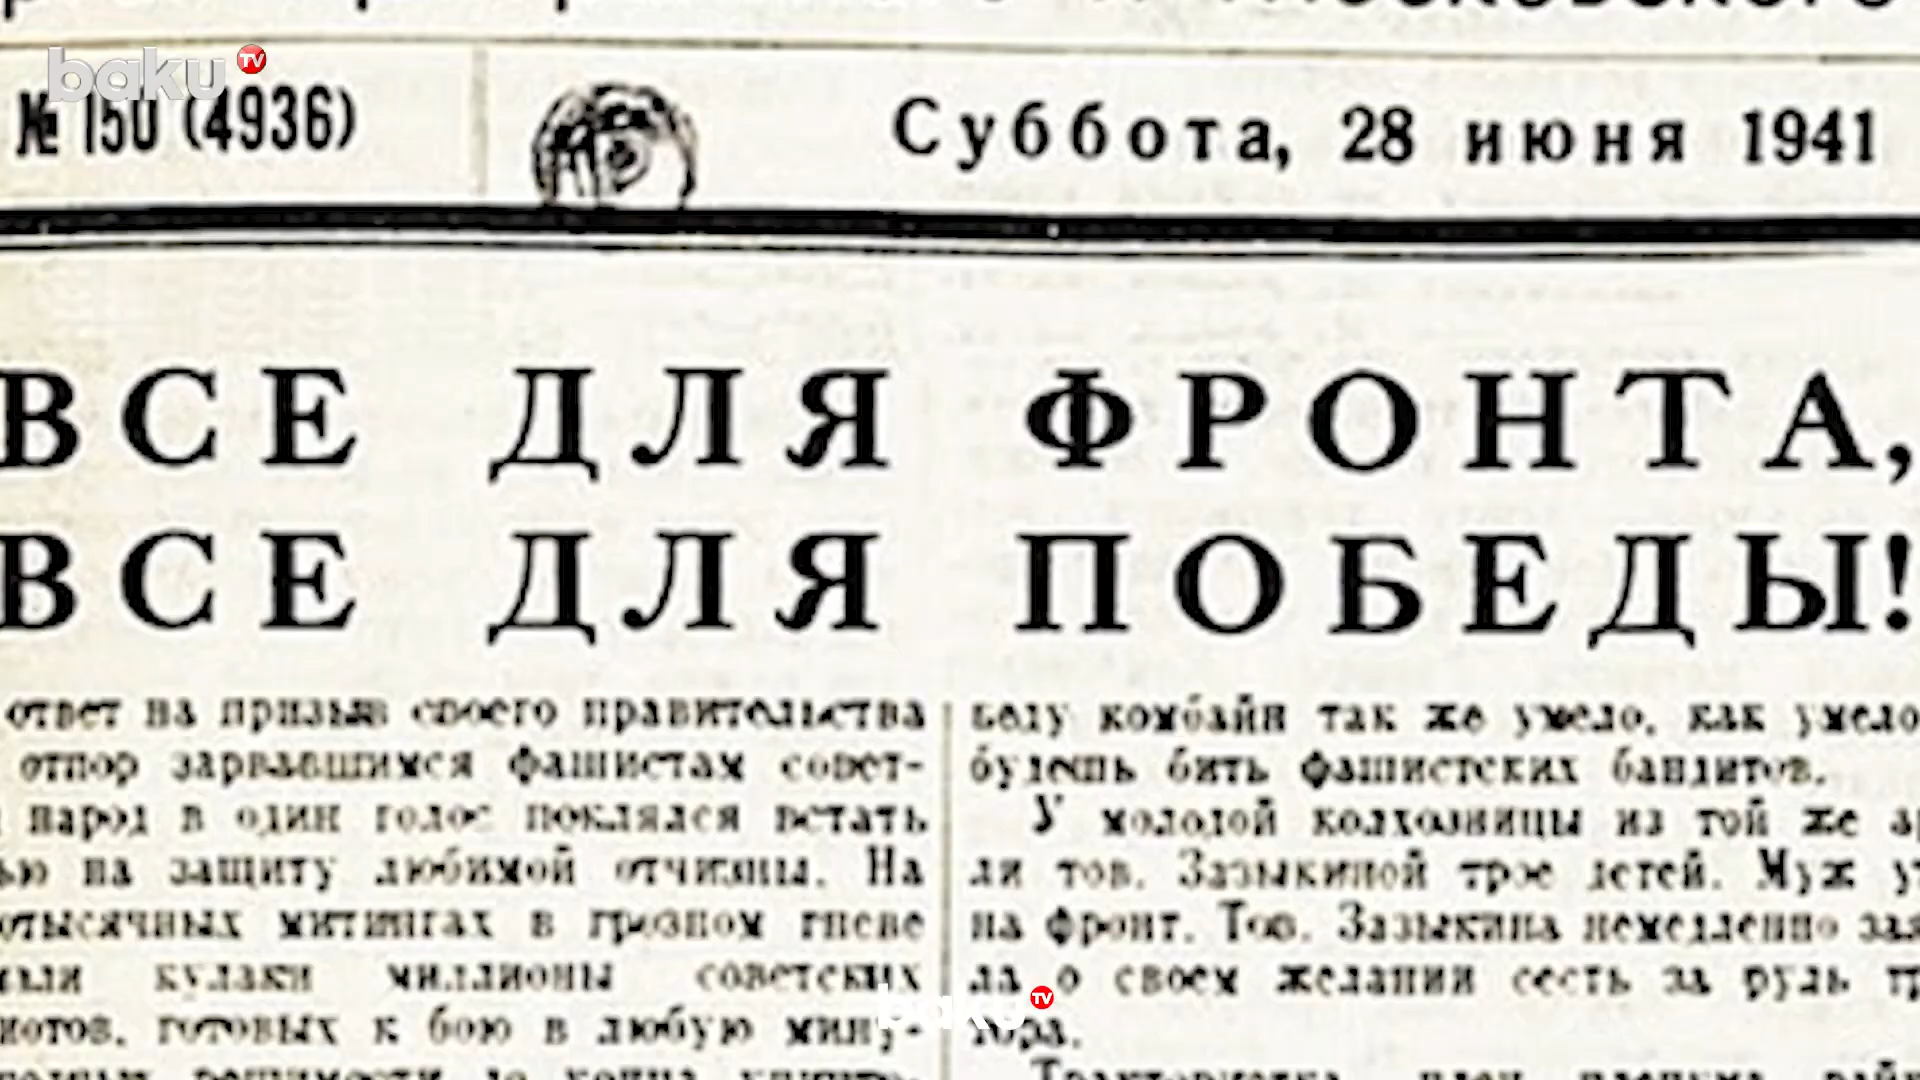 baku TV
№ 150 (4936)
Суббота, 28 июня 1941
ВСЕ ДЛЯ ФРОНТА,
ВСЕ ДЛЯ ПОБЕДЫ!
ответ на призыв своего правительства
отпор зарвавшимся фашистам совет-
народ в один голос поклялся встать
на защиту любимой отчизны. На
митингах в грозном гневе
кулаки миллионы советских
готовых к бою в любую мину-
комбайн так же умело, как умело
будешь бить фашистских бандитов.
У молодой колхозницы из той же
ли тов. Зазыкиной трое детей. Муж
на фронт. Тов. Зазыкина немедленно
ла о своем желании сесть за руль
тора.
baku TV